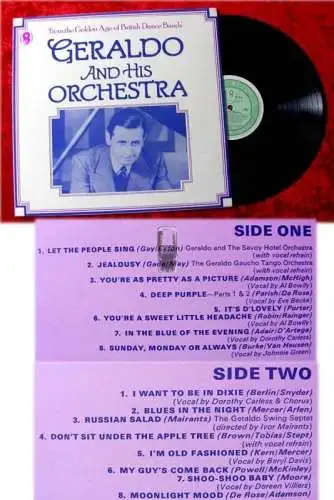 From the Golden Age of British Dance Bands
GERALDO
AND HIS
ORCHESTRA
SIDE ONE
1. LET THE PEOPLE SING (Gay/Eyton) Geraldo and The Savoy Hotel Orchestra
(with vocal refrain)
2. JEALOUSY (Gade/May) The Geraldo Gaucho Tango Orchestra
(with vocal refrain)
3. YOU'RE AS PRETTY AS A PICTURE (Adamson/McHigh)
(Vocal by Al Bowlly)
4. DEEP PURPLE—Parts 1 & 2 (Parish/De Rose)
(Vocal by Eve Becke)
5. IT'S D'LOVELY (Porter)
6. YOU'RE A SWEET LITTLE HEADACHE (Robin/Rainger)
(Vocal by Al Bowlly)
7. IN THE BLUE OF THE EVENING (Adair/D'Artega)
(Vocal by Dorothy Carless)
8. SUNDAY, MONDAY OR ALWAYS (Burke/Van Heusen)
(Vocal by Johnnie Green)
SIDE TWO
1. I WANT TO BE IN DIXIE (Berlin/Snyder)
(Vocal by Dorothy Carless & Chorus)
2. BLUES IN THE NIGHT (Mercer/Arlen)
3. RUSSIAN SALAD (Mairants) The Geraldo Swing Septet
(directed by Ivor Mairants)
4. DON'T SIT UNDER THE APPLE TREE (Brown/Tobias/Stept)
(with vocal refrain)
5. I'M OLD FASHIONED (Kern/Mercer)
(Vocal by Beryl Davis)
6. MY GUY'S COME BACK (Powell/McKinley)
7. SHOO-SHOO BABY (Moore)
(Vocal by Doreen Villiers)
8. MOONLIGHT MOOD (De Rose/Adamson)